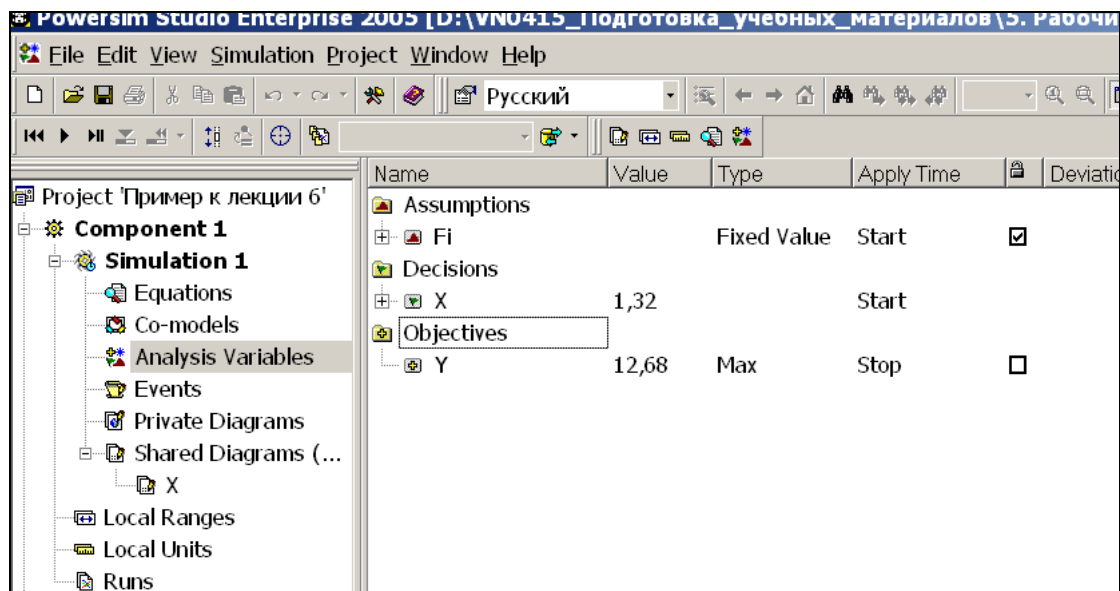 Powersim Studio Enterprise 2005 [D:\VN0415_Подготовка_учебных_материалов\5. Рабочи
File Edit View Simulation Project Window Help
Русский
Name Value Type Apply Time Deviatio
Project 'Пример к лекции 6'
Assumptions
Component 1
Fi Fixed Value Start
Simulation 1
Decisions
Equations
X 1,32 Start
Co-models
Objectives
Analysis Variables
Y 12,68 Max Stop
Events
Private Diagrams
Shared Diagrams (...
X
Local Ranges
Local Units
Runs